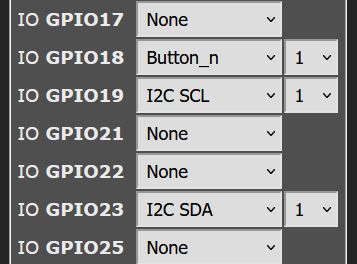 IO GPIO17 None
IO GPIO18 Button_n 1
IO GPIO19 I2C SCL 1
IO GPIO21 None
IO GPIO22 None
IO GPIO23 I2C SDA 1
IO GPIO25 None